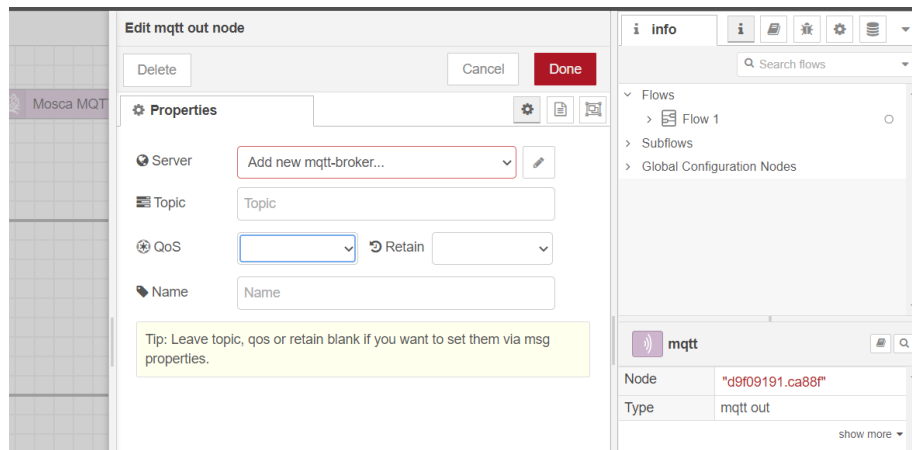 Edit mqtt out node
Delete
Cancel
Done
Properties
Server
Add new mqtt-broker...
Topic
Topic
QoS
Retain
Name
Name
Tip: Leave topic, qos or retain blank if you want to set them via msg
properties.
Mosca MQT
i info
i
Search flows
Flows
Flow 1
Subflows
Global Configuration Nodes
mqtt
Node "d9f09191.ca88f"
Type mqtt out
show more